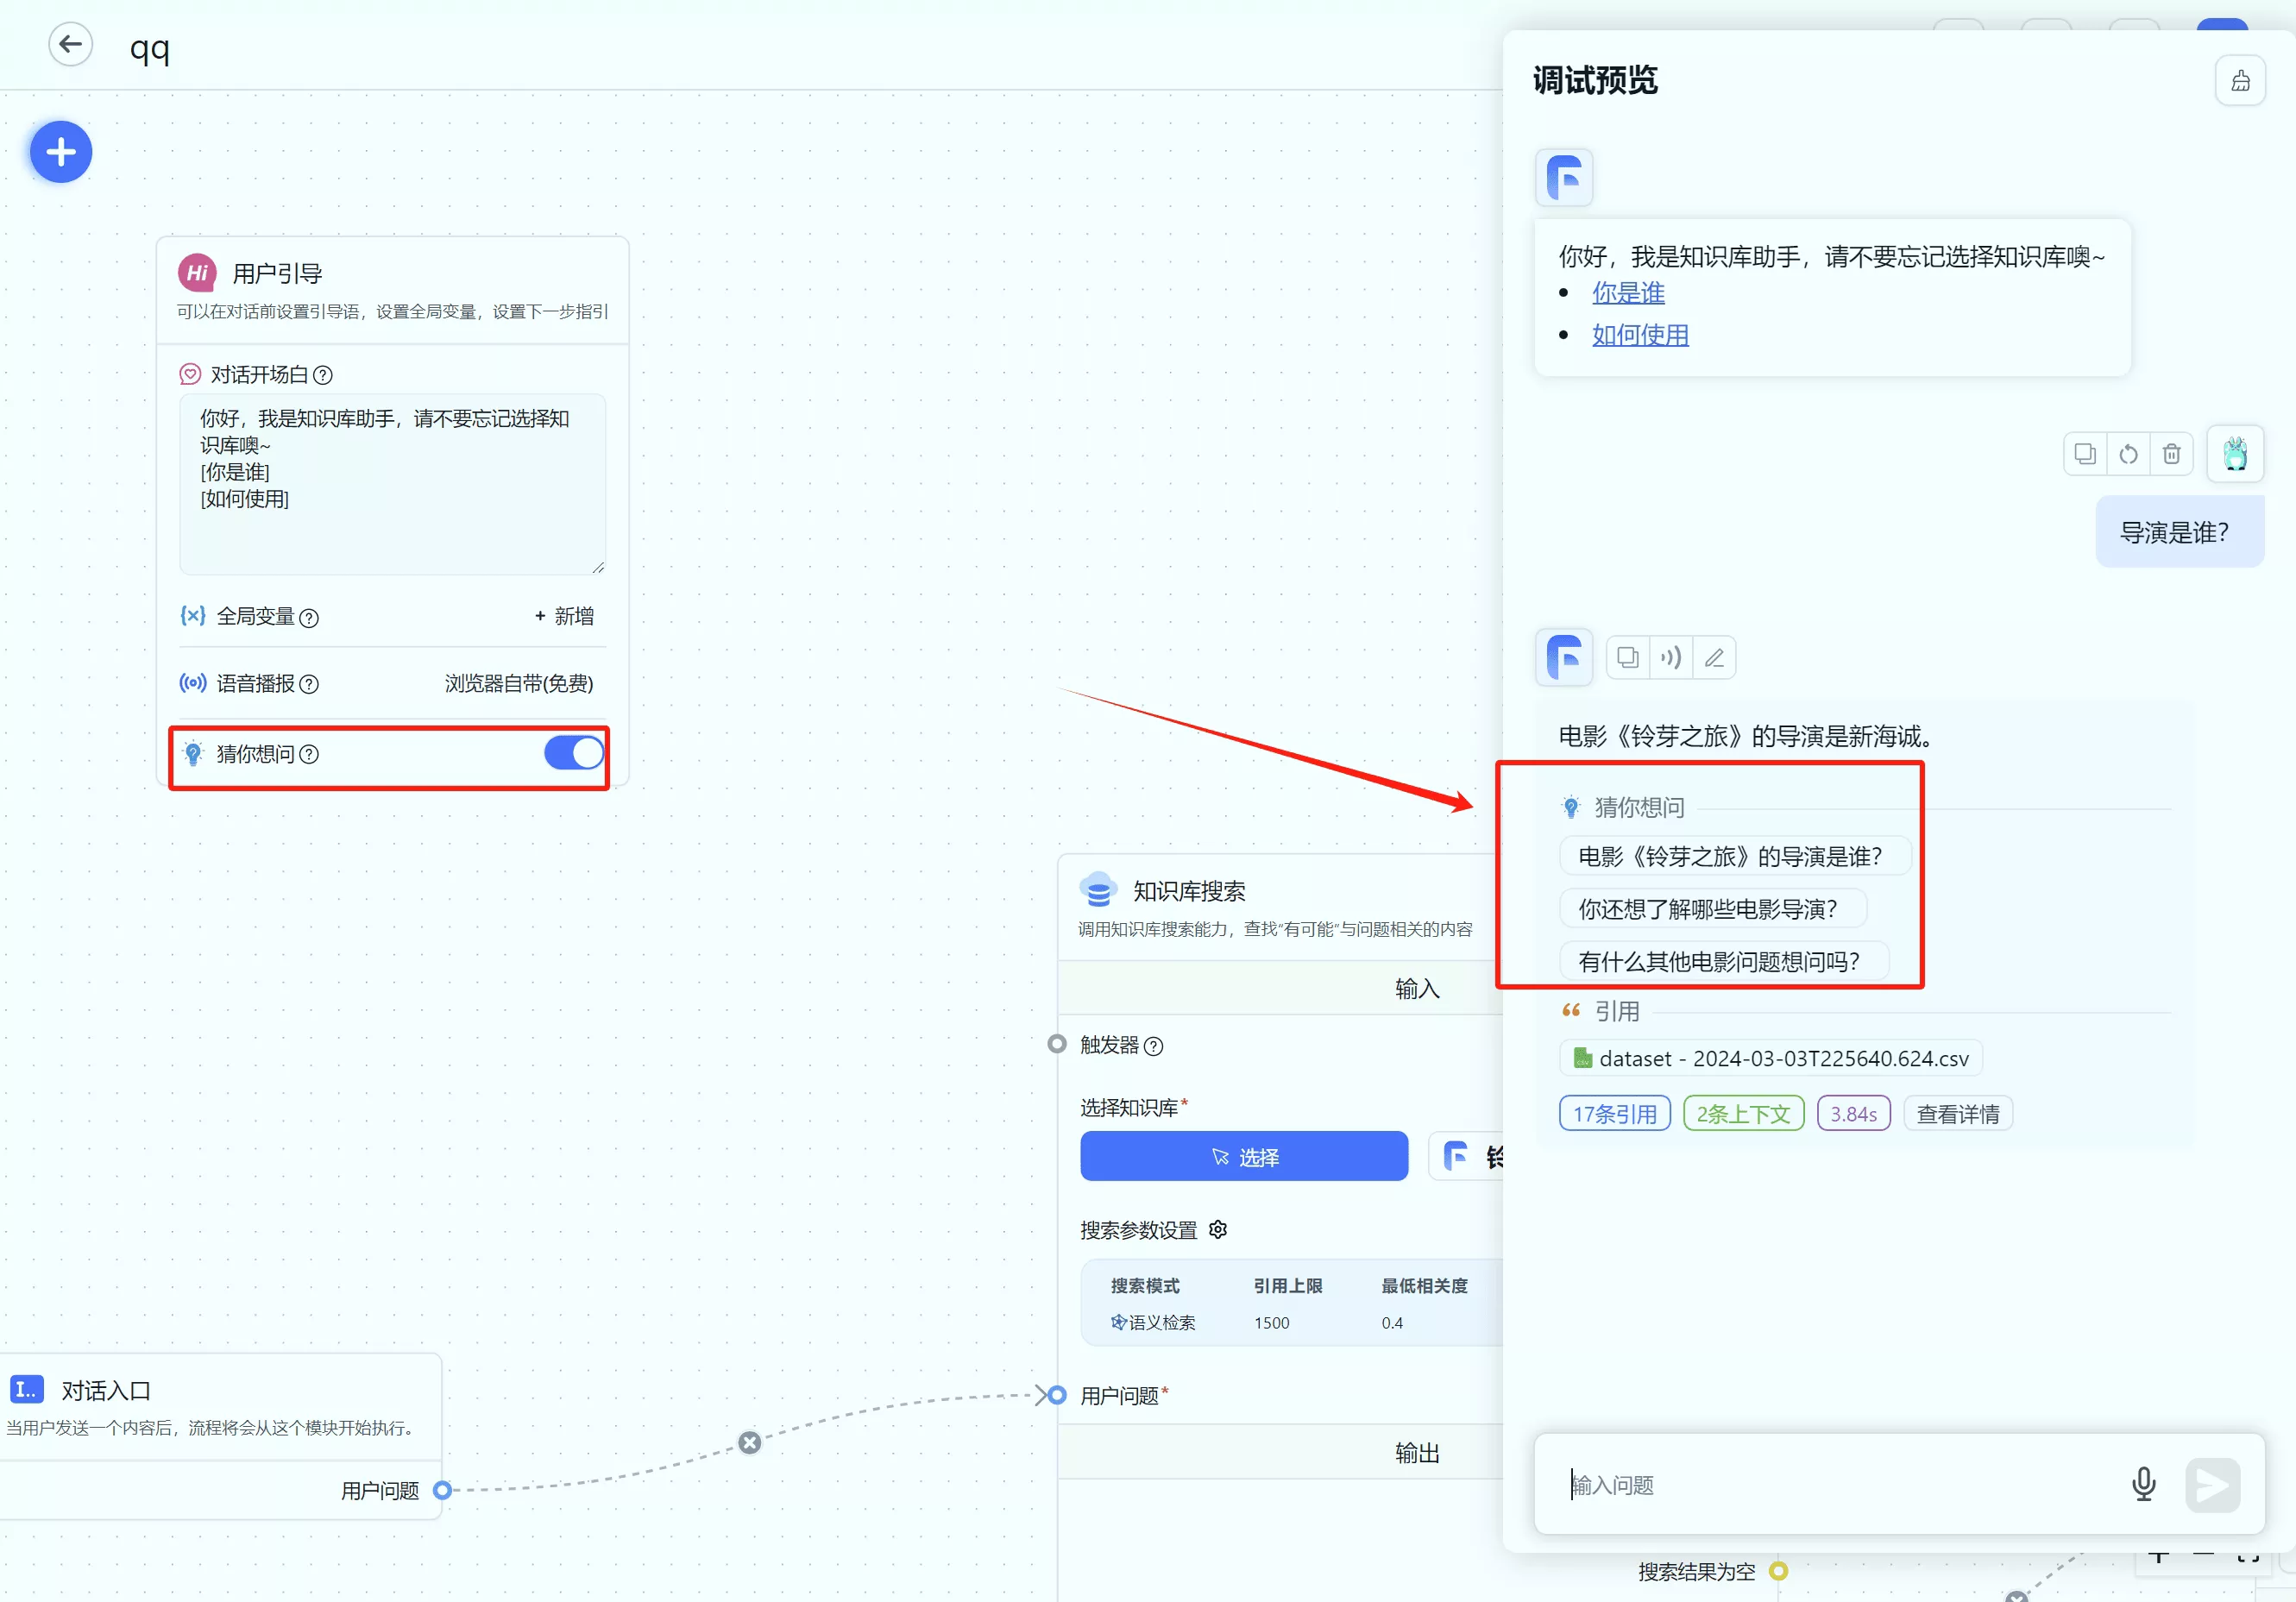 qq
Hi
用户引导
可以在对话前设置引导语，设置全局变量，设置下一步指引
对话开场白
你好，我是知识库助手，请不要忘记选择知
识库噢~
[你是谁]
[如何使用]
全局变量
+ 新增
语音播报
浏览器自带(免费)
猜你想问
知识库搜索
调用知识库搜索能力，查找“有可能”与问题相关的内容
输入
触发器
选择知识库*
选择
搜索参数设置
搜索模式 引用上限 最低相关度
语义检索 1500 0.4
用户问题*
输出
搜索结果为空
对话入口
当用户发送一个内容后，流程将会从这个模块开始执行。
用户问题
调试预览
你好，我是知识库助手，请不要忘记选择知识库噢~
你是谁
如何使用
导演是谁？
电影《铃芽之旅》的导演是新海诚。
猜你想问
电影《铃芽之旅》的导演是谁？
你还想了解哪些电影导演？
有什么其他电影问题想问吗？
引用
dataset - 2024-03-03T225640.624.csv
17条引用 2条上下文 3.84s 查看详情
输入问题